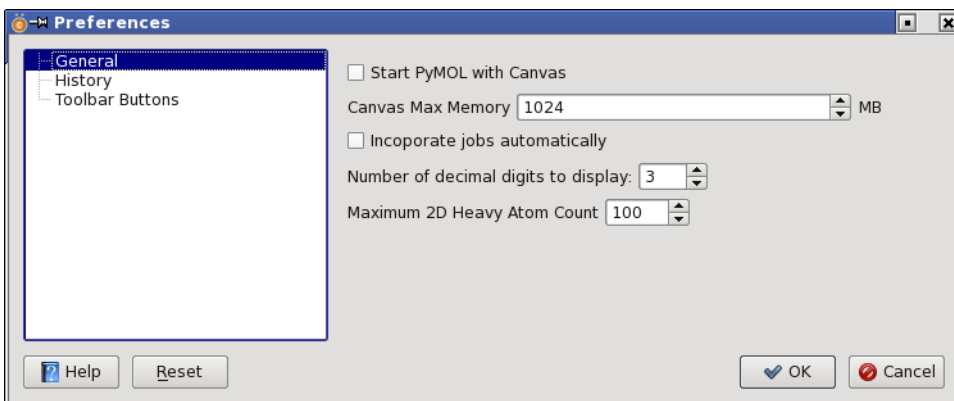 Preferences
General
History
Toolbar Buttons
Start PyMOL with Canvas
Canvas Max Memory 1024 MB
Incoporate jobs automatically
Number of decimal digits to display: 3
Maximum 2D Heavy Atom Count 100
Help Reset OK Cancel